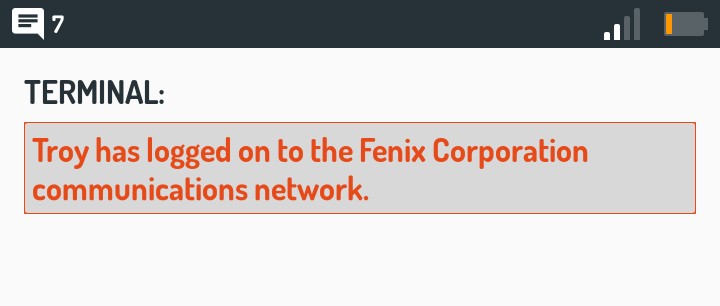 7
TERMINAL:
Troy has logged on to the Fenix Corporation
communications network.